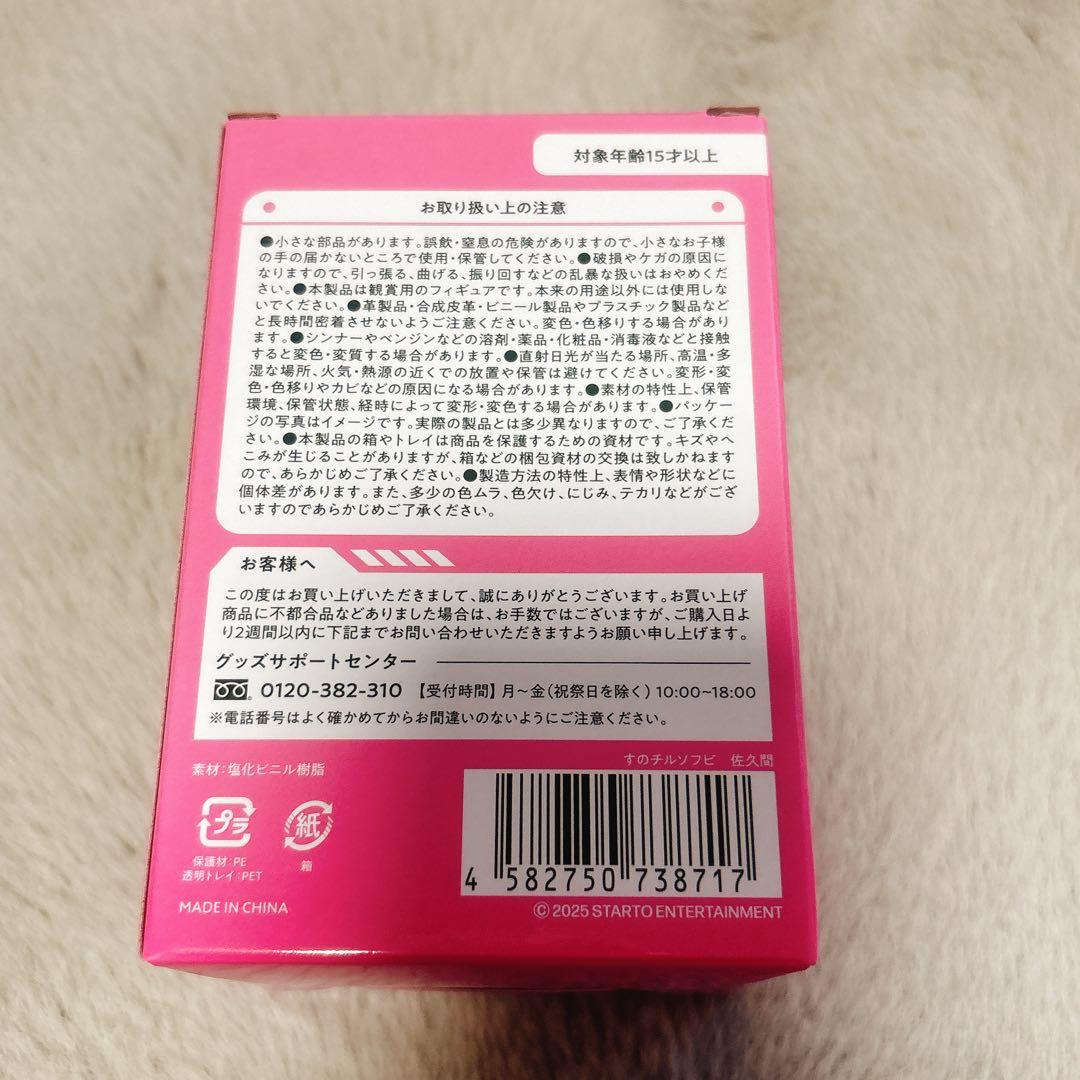 対象年齢15才以上
お取り扱い上の注意
●小さな部品があります。誤飲・窒息の危険がありますので、小さなお子様
の手の届かないところで使用・保管してください。●破損やケガの原因に
なりますので、引っ張る、曲げる、振り回すなどの乱暴な扱いはおやめくだ
さい。●本製品は観賞用のフィギュアです。本来の用途以外には使用しな
いでください。●革製品・合成皮革・ビニール製品やプラスチック製品など
と長時間密着させないようご注意ください。変色・色移りする場合があり
ます。●シンナーやベンジンなどの溶剤・薬品・化粧品・消毒液などと接触
すると変色・変質する場合があります。●直射日光が当たる場所、高温・多
湿な場所、火気・熱源の近くでの放置や保管は避けてください。変形・変
色・色移りやカビなどの原因になる場合があります。●素材の特性上、保管
環境、保管状態、経時によって変形・変色する場合があります。●パッケー
ジの写真はイメージです。実際の製品とは多少異なりますので、ご了承くだ
さい。●本製品の箱やトレイは商品を保護するための資材です。キズやへ
こみが生じることがありますが、箱などの梱包資材の交換は致しかねます
ので、あらかじめご了承ください。●製造方法の特性上、表情や形状などに
個体差があります。また、多少の色ムラ、色欠け、にじみ、テカリなどがござ
いますのであらかじめご了承ください。
お客様へ
この度はお買い上げいただきまして、誠にありがとうございます。お買い上げ
商品に不都合品などありました場合は、お手数ではございますが、ご購入日よ
り2週間以内に下記までお問い合わせいただきますようお願い申し上げます。
グッズサポートセンター
0120-382-310 【受付時間】月～金(祝祭日を除く)10:00~18:00
※電話番号はよく確かめてからお間違いのないようにご注意ください。
素材:塩化ビニル樹脂
すのチルソフビ 佐久間
プラ
紙
保護材:PE
透明トレイ:PET
箱
4 582750 738717
MADE IN CHINA
© 2025 STARTO ENTERTAINMENT